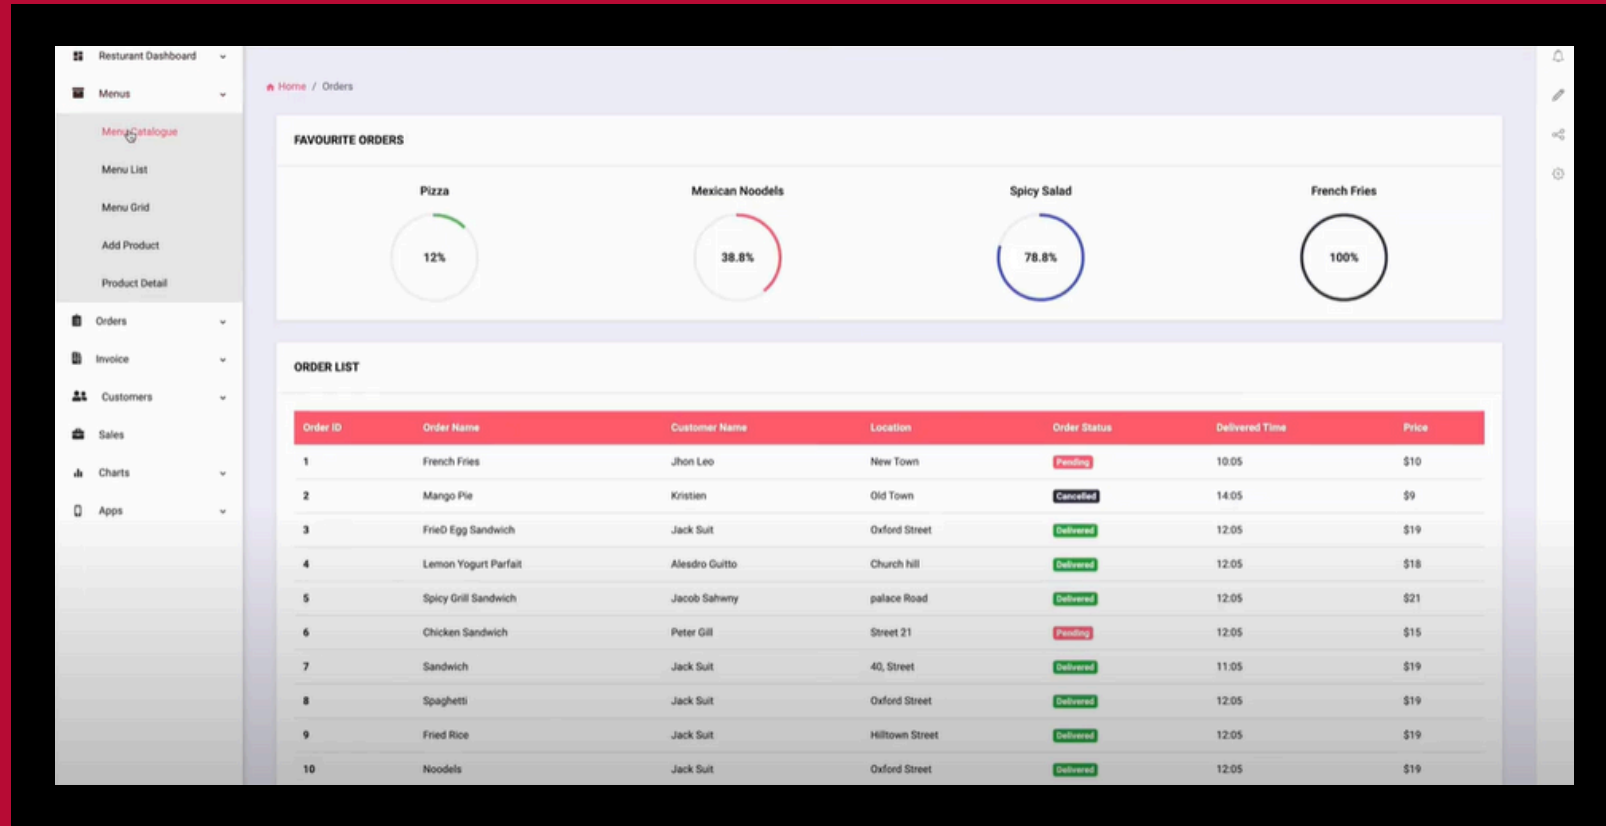 Resturant Dashboard
Menus
Menu Catalogue
Menu List
Menu Grid
Add Product
Product Detail
Orders
Invoice
Customers
Sales
Charts
Apps
Home / Orders
FAVOURITE ORDERS
Pizza Mexican Noodels Spicy Salad French Fries
12% 38.8% 78.8% 100%
ORDER LIST
Order ID Order Name Customer Name Location Order Status Delivered Time Price
1 French Fries Jhon Leo New Town Pending 10:05 $10
2 Mango Pie Kristien Old Town Cancelled 14:05 $9
3 FrieD Egg Sandwich Jack Suit Oxford Street Delivered 12:05 $19
4 Lemon Yogurt Parfait Alesdro Guitto Church hill Delivered 12:05 $18
5 Spicy Grill Sandwich Jacob Sahwny palace Road Delivered 12:05 $21
6 Chicken Sandwich Peter Gill Street 21 Pending 12:05 $15
7 Sandwich Jack Suit 40, Street Delivered 11:05 $19
8 Spaghetti Jack Suit Oxford Street Delivered 12:05 $19
9 Fried Rice Jack Suit Hilltown Street Delivered 12:05 $19
10 Noodels Jack Suit Oxford Street Delivered 12:05 $19